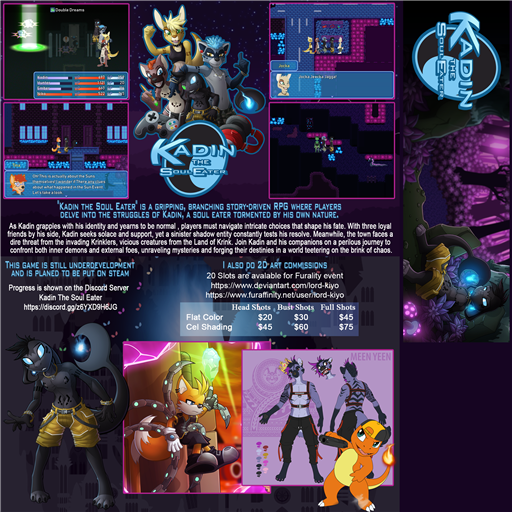 Double Dreams
KADIN
THE
SOUL EATER
KADIN
THE
SOUL EATER
'KADIN THE SOUL EATER' IS A GRIPPING, BRANCHING STORY-DRIVEN RPG WHERE PLAYERS
DELVE INTO THE STRUGGLES OF KADIN, A SOUL EATER TORMENTED BY HIS OWN NATURE.
As Kadin grapples with his identity and yearns to be normal , players must navigate intricate choices that shape his fate. With three loyal
friends by his side, Kadin seeks solace and support, yet a sinister shadow entity constantly tests his resolve. Meanwhile, the town faces a
dire threat from the invading Krinklers, vicious creatures from the Land of Krink. Join Kadin and his companions on a perilous journey to
confront both inner demons and external foes, unraveling mysteries and forging their destinies in a world teetering on the brink of chaos.
THIS GAME IS STILL UNDERDEVELOPMENT
AND IS PLANED TO BE PUT ON STEAM
Progress is shown on the Discord Server
Kadin The Soul Eater
https://discord.gg/z6YXD9H6JG
I ALSO DO 2D ART COMMISSIONS
20 Slots are available for Furality event
https://www.deviantart.com/lord-kiyo
https://www.furaffinity.net/user/lord-kiyo
Head Shots Bust Shots Full Shots
Flat Color $20 $30 $45
Cel Shading $45 $60 $75
MEEN YEEN